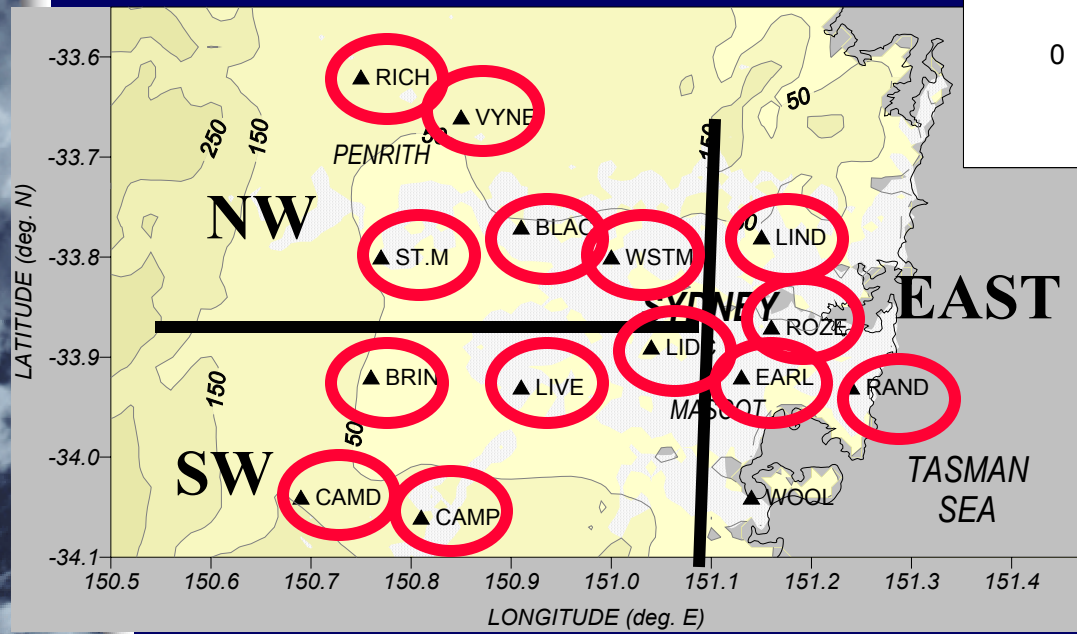 0
-33.6
-33.7
-33.8
-33.9
-34.0
-34.1
LATITUDE (deg. N)
RICH
VYNE
50
50
250
150
150
PENRITH
NW
ST.M
BLAC
WSTM
50
LIND
SYDNEY
EAST
ROZE
LIDC
BRIN
LIVE
EARL
RAND
MASCOT
150
50
SW
CAMD
CAMP
WOOL
TASMAN
SEA
150.5 150.6 150.7 150.8 150.9 151.0 151.1 151.2 151.3 151.4
LONGITUDE (deg. E)